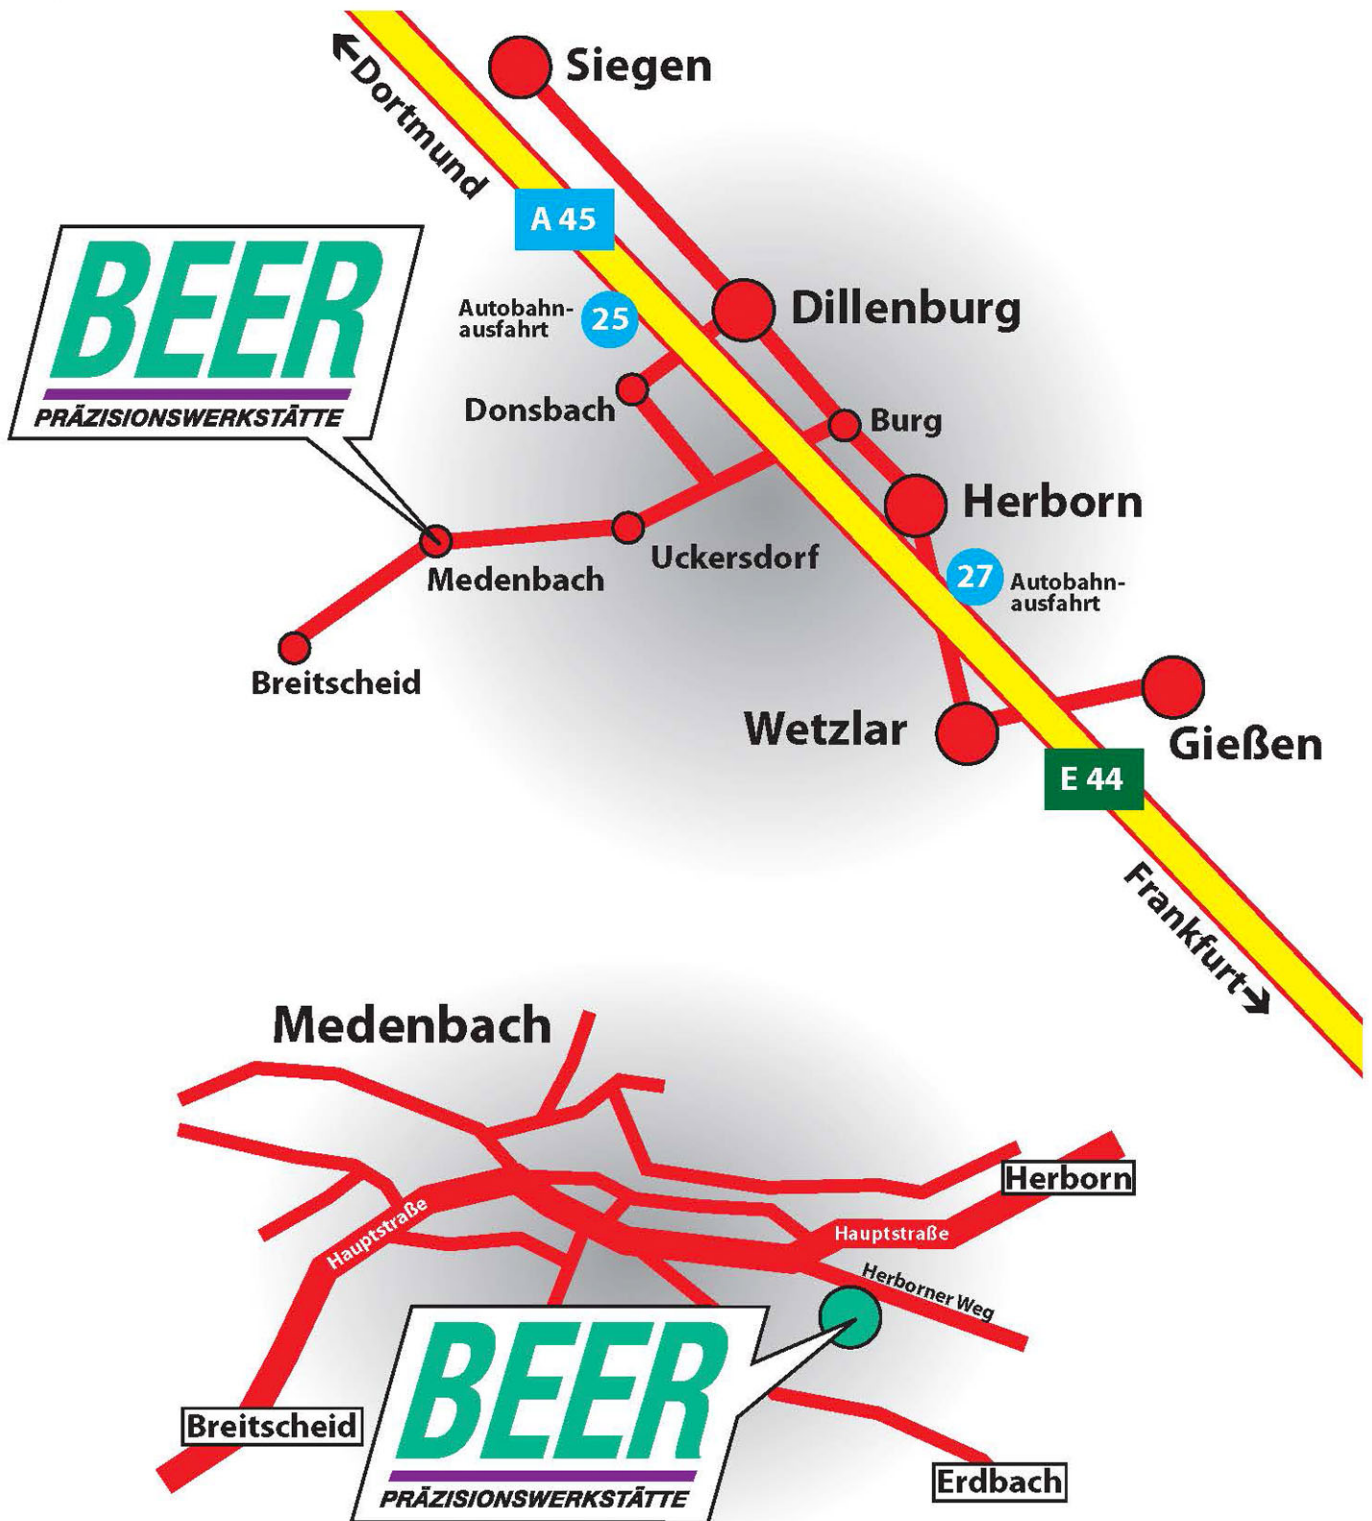 Siegen
Dortmund
A 45
BEER
PRÄZISIONSWERKSTÄTTE
Autobahn-
ausfahrt
25
Dillenburg
Donsbach
Burg
Herborn
Uckersdorf
Medenbach
27
Autobahn-
ausfahrt
Breitscheid
Wetzlar
Gießen
E 44
Frankfurt
Medenbach
Herborn
Hauptstraße
Hauptstraße
Herborner Weg
BEER
PRÄZISIONSWERKSTÄTTE
Breitscheid
Erdbach